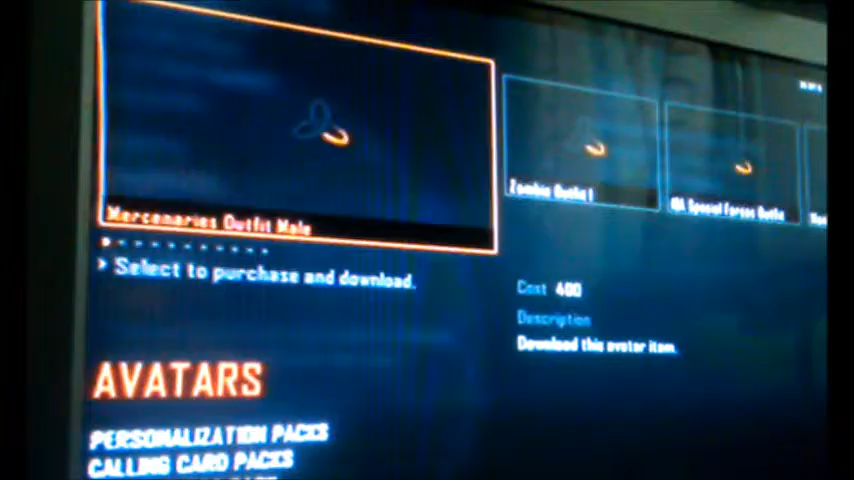 Mercenaries Outfit Male
Zombie Outfit 1
Special Forces Outfit
> Select to purchase and download.
Cost 400
Description
Download this avatar item.
AVATARS
PERSONALIZATION PACKS
CALLING CARD PACKS